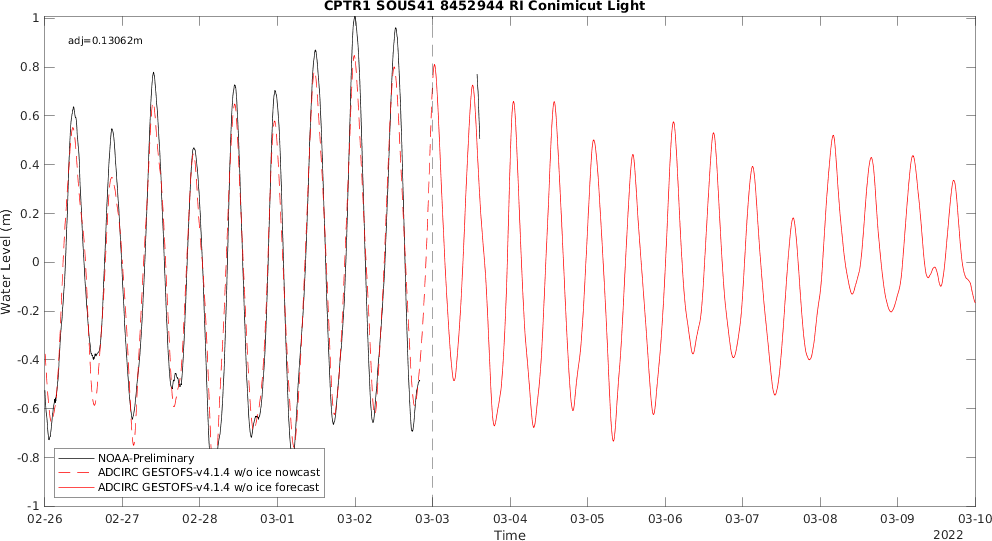 CPTR1 SOUS41 8452944 RI Conimicut Light
adj=0.13062m
1
0.8
0.6
0.4
0.2
0
-0.2
-0.4
-0.6
-0.8
-1
Water Level (m)
NOAA-Preliminary
ADCIRC GESTOFS-v4.1.4 w/o ice nowcast
ADCIRC GESTOFS-v4.1.4 w/o ice forecast
02-26 02-27 02-28 03-01 03-02 03-03 03-04 03-05 03-06 03-07 03-08 03-09 03-10
Time
2022